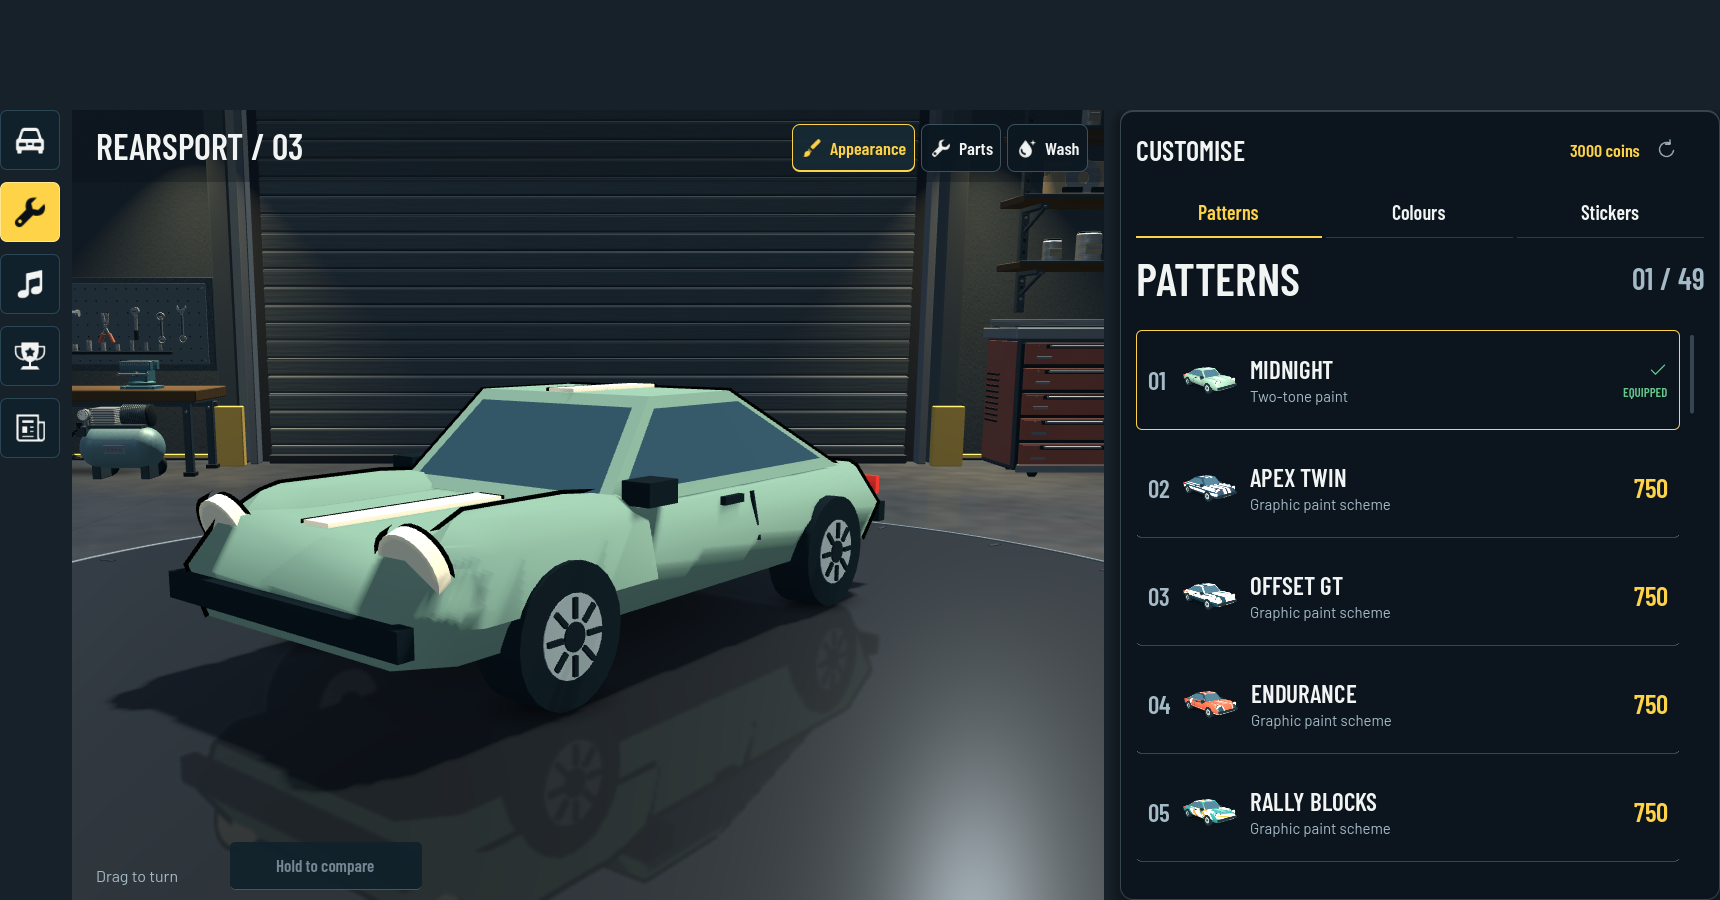 REARSPORT / 03
Appearance
Parts
Wash
CUSTOMISE
3000 coins
Patterns
Colours
Stickers
PATTERNS
01 / 49
01
MIDNIGHT
Two-tone paint
EQUIPPED
02
APEX TWIN
Graphic paint scheme
750
03
OFFSET GT
Graphic paint scheme
750
04
ENDURANCE
Graphic paint scheme
750
05
RALLY BLOCKS
Graphic paint scheme
750
Drag to turn
Hold to compare